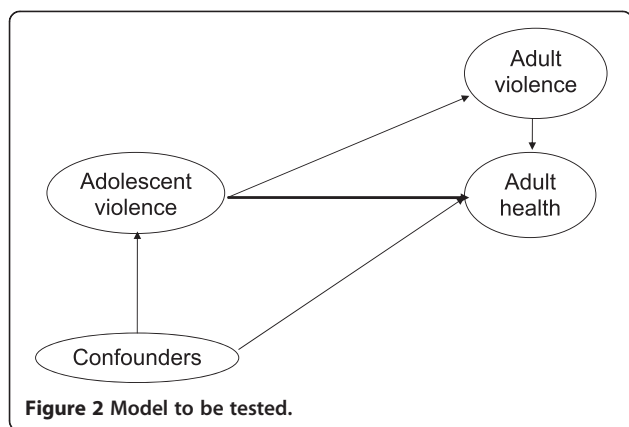 Adult
violence
Adolescent
violence
Adult
health
Confounders
Figure 2 Model to be tested.